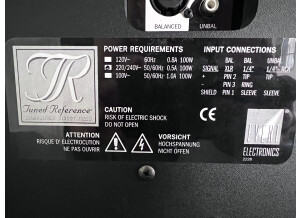 BALANCED UNBAL
TR
Tuned Reference
POWER REQUIREMENTS
120V~ 60Hz 0.8A 100W
220/240V~ 50/60Hz 0.5A 100W
100V~ 50/60Hz 1.0A 100W
INPUT CONNECTIONS
BAL BAL UNBAL
SIGNAL XLR 1/4" 1/4"
+ PIN 2 TIP TIP
- PIN 3 RING
SHIELD PIN 1 SLEEVE SLEEVE
CAUTION
RISK OF ELECTRIC SHOCK
DO NOT OPEN
ATTENTION
RISQUE D'ÉLECTROCUTION
NE PAS OUVRIR
VORSICHT
HOCHSPANNUNG
NICHT ÖFFNEN
ELECTRONICS